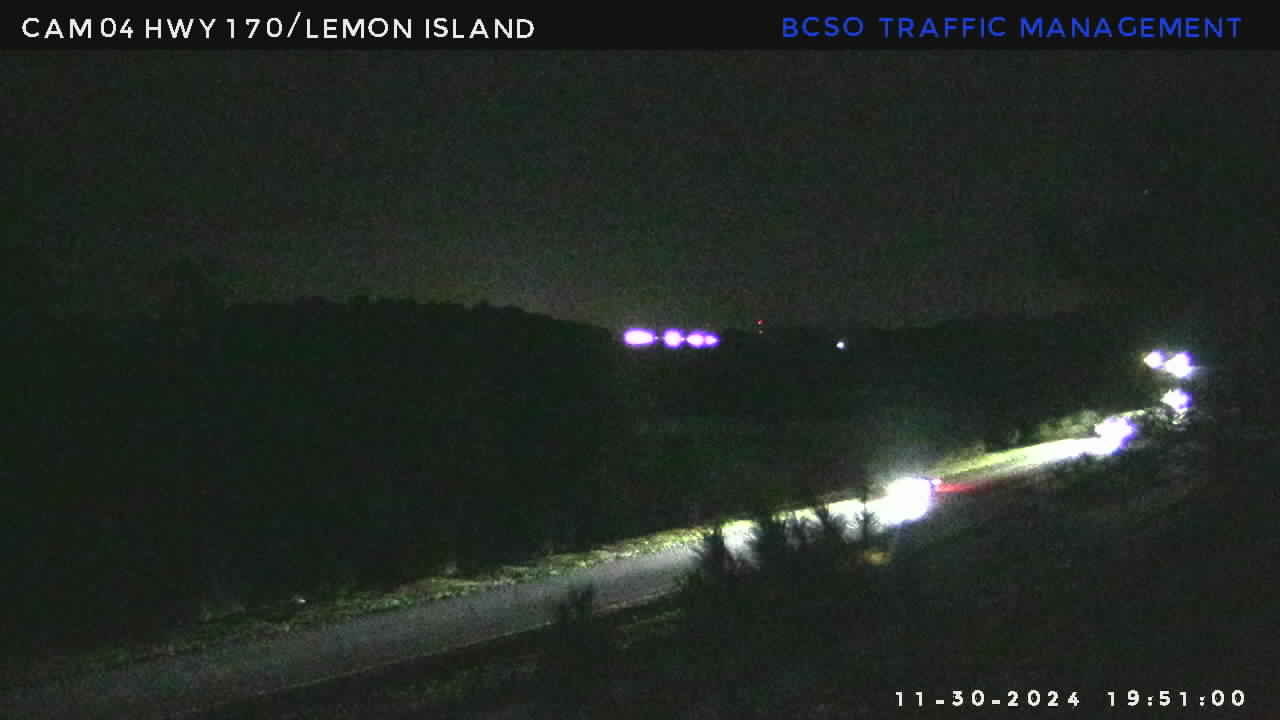 CAM04 HWY 170/LEMON ISLAND
BCSO TRAFFIC MANAGEMENT
11-30-2024 19:51:00